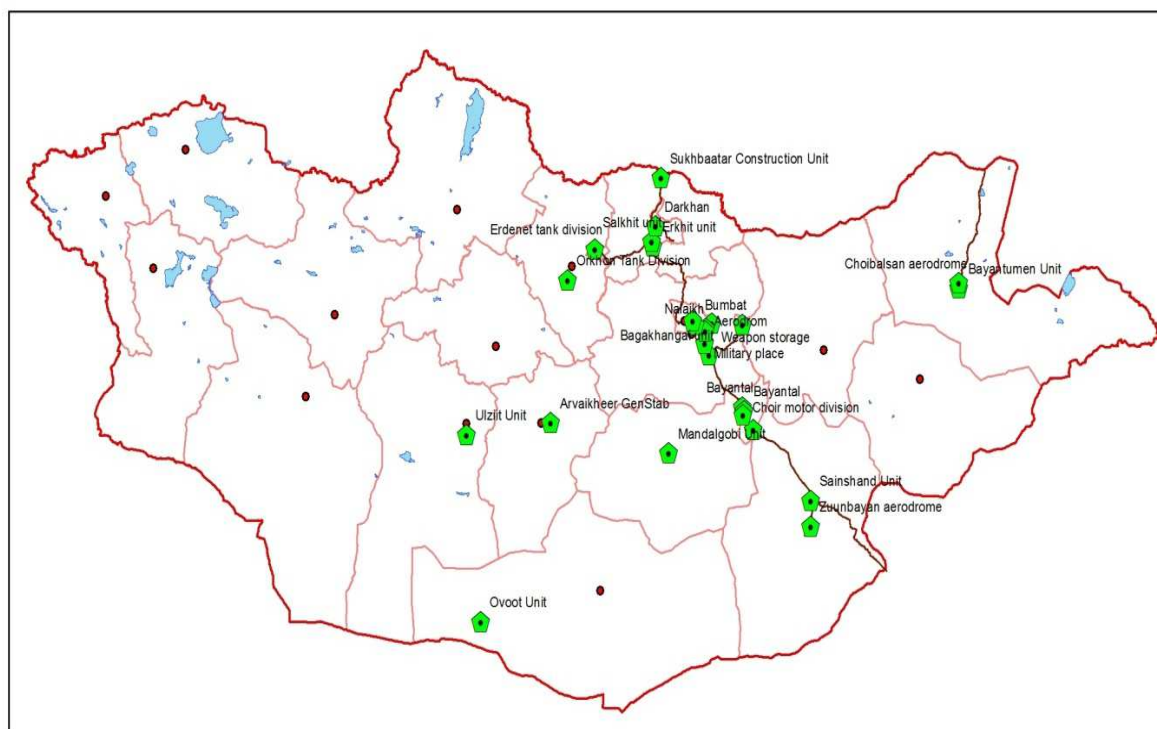 Sukhbaatar Construction Unit
Darkhan
Salkhit unit
Erkhit unit
Erdenet tank division
Orkhon Tank Division
Choibalsan aerodrome
Bayantumen Unit
Nalaikh
Bumbat
Aerodrom
Bagakhangai unit
Weapon storage
Military place
Bayantal
Bayantal
Choir motor division
Ulziit Unit
Arvaikheer GenStab
Mandalgobi Unit
Sainshand Unit
Zuunbayan aerodrome
Ovoot Unit